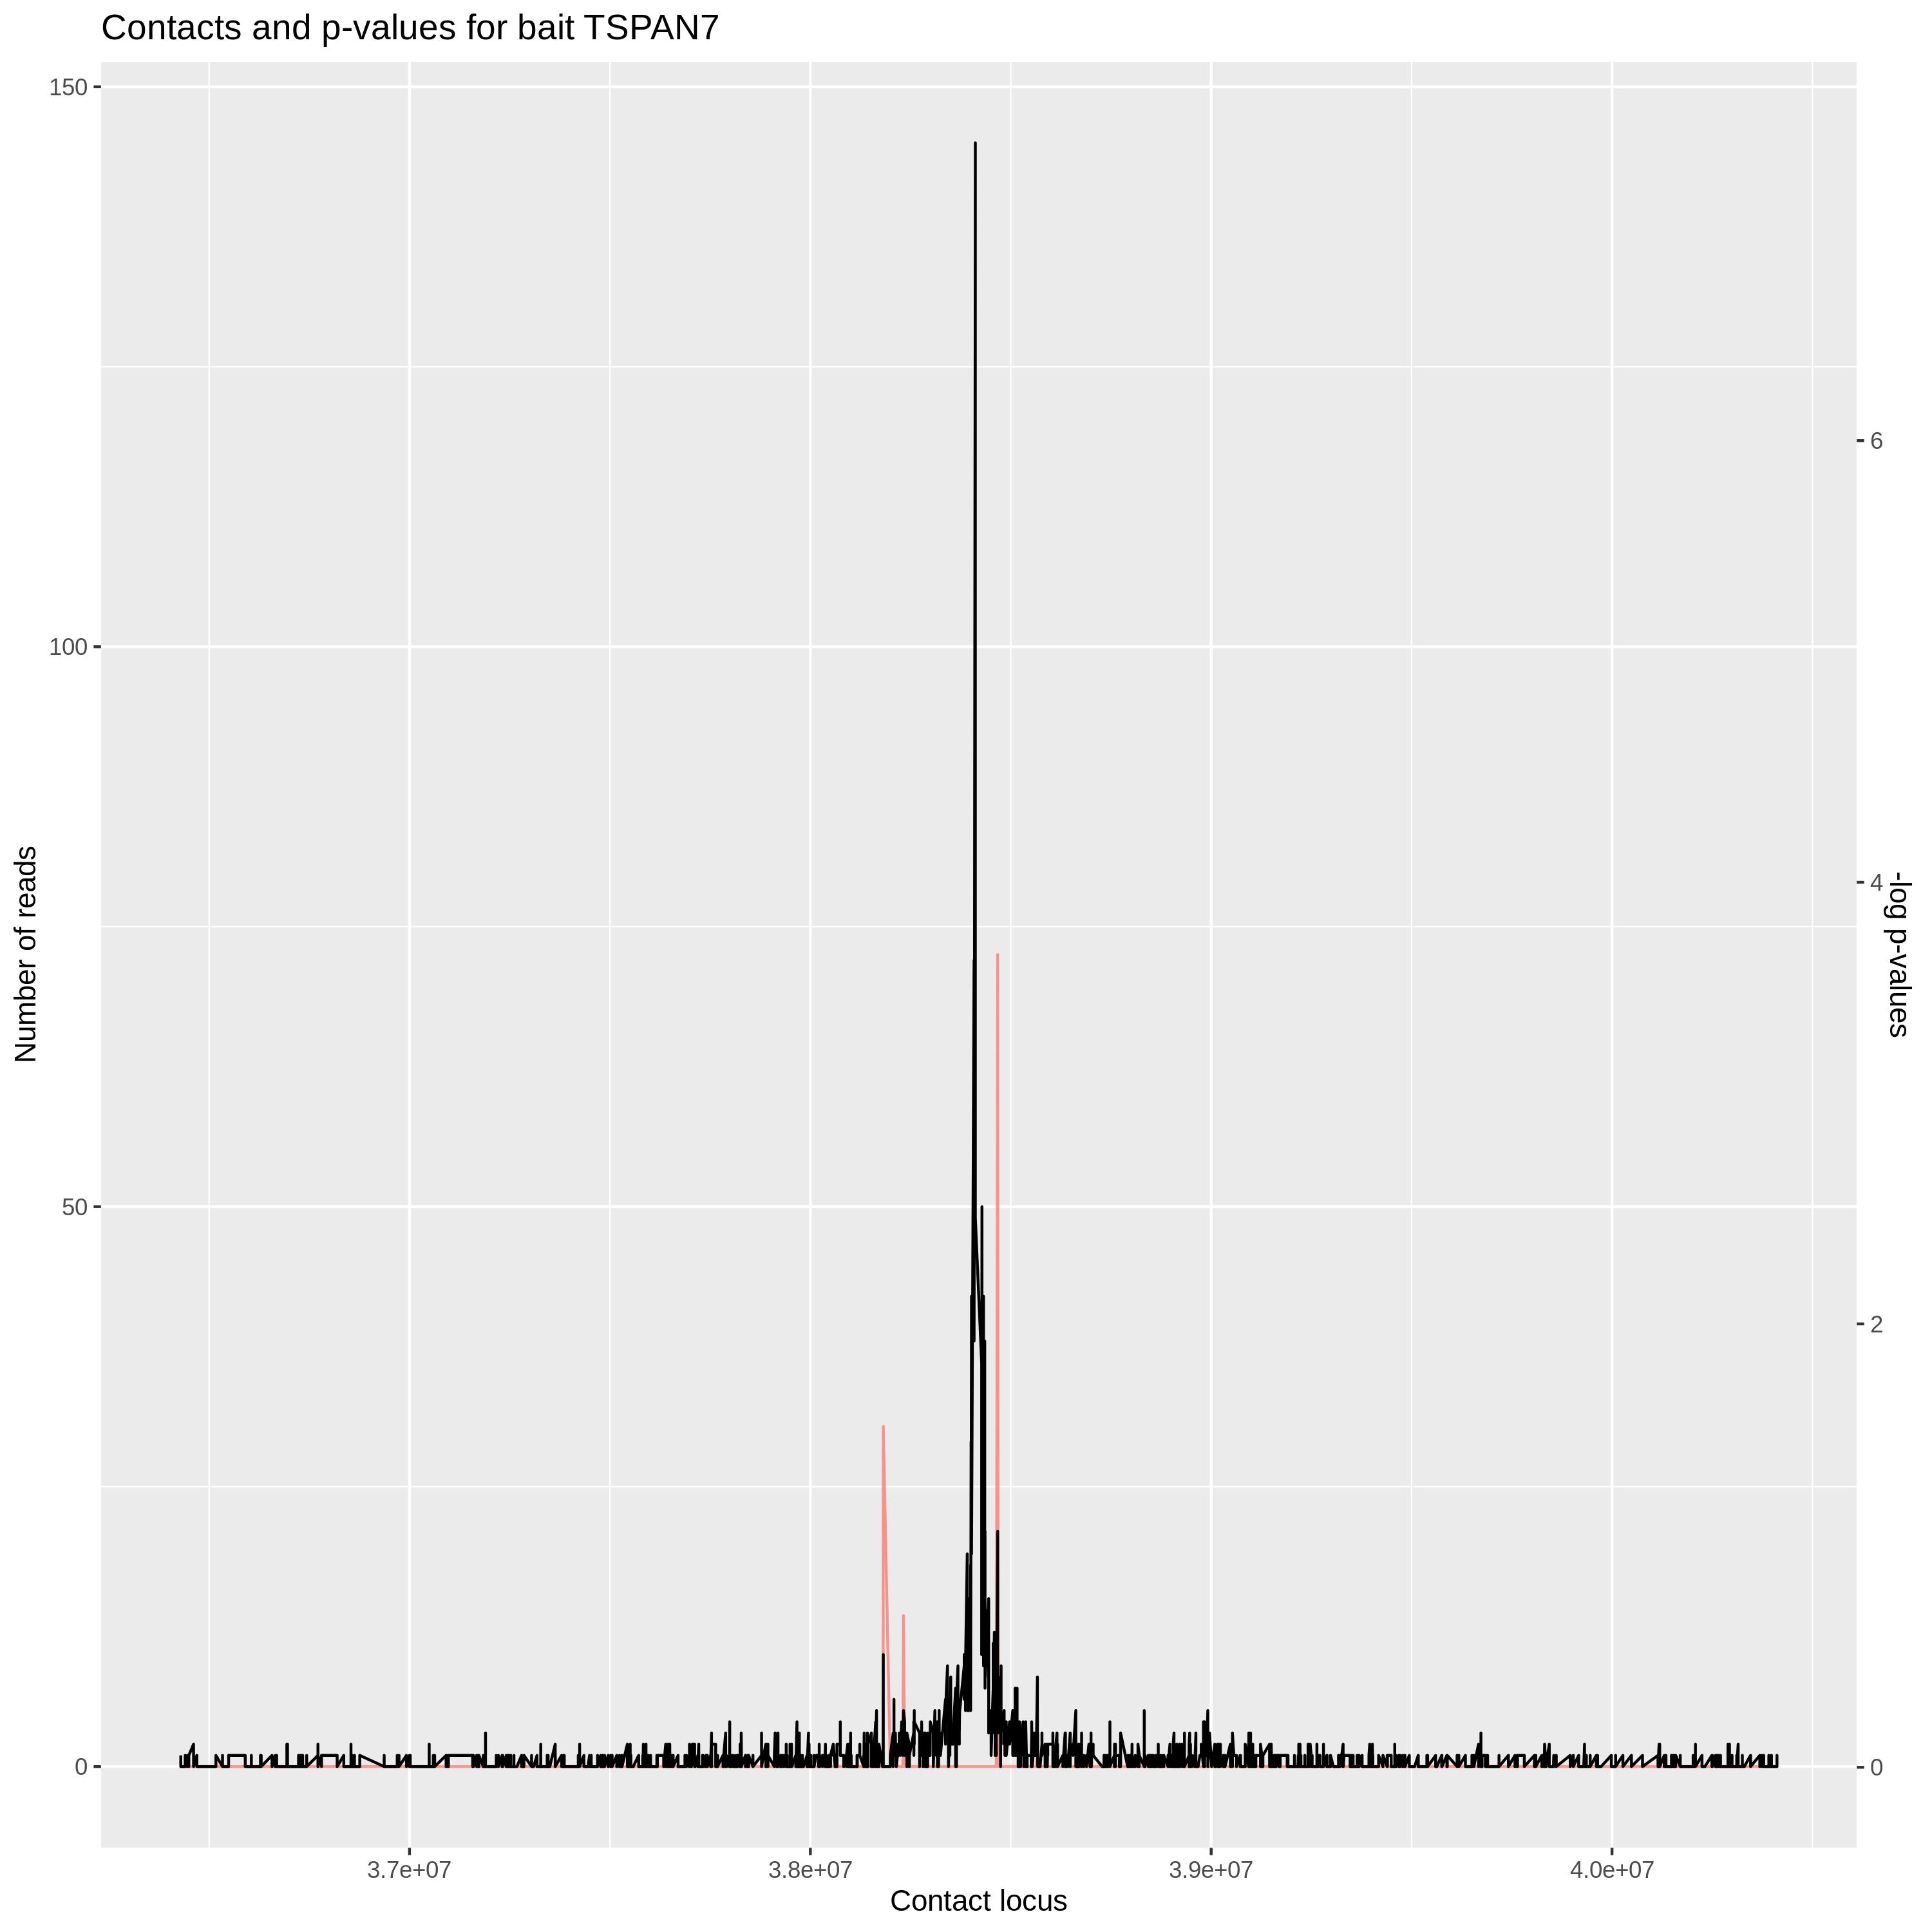 Contacts and p-values for bait TSPAN7
150
100
50
0
Number of reads
6
4
2
0
-log p-values
3.7e+07
3.8e+07
3.9e+07
4.0e+07
Contact locus